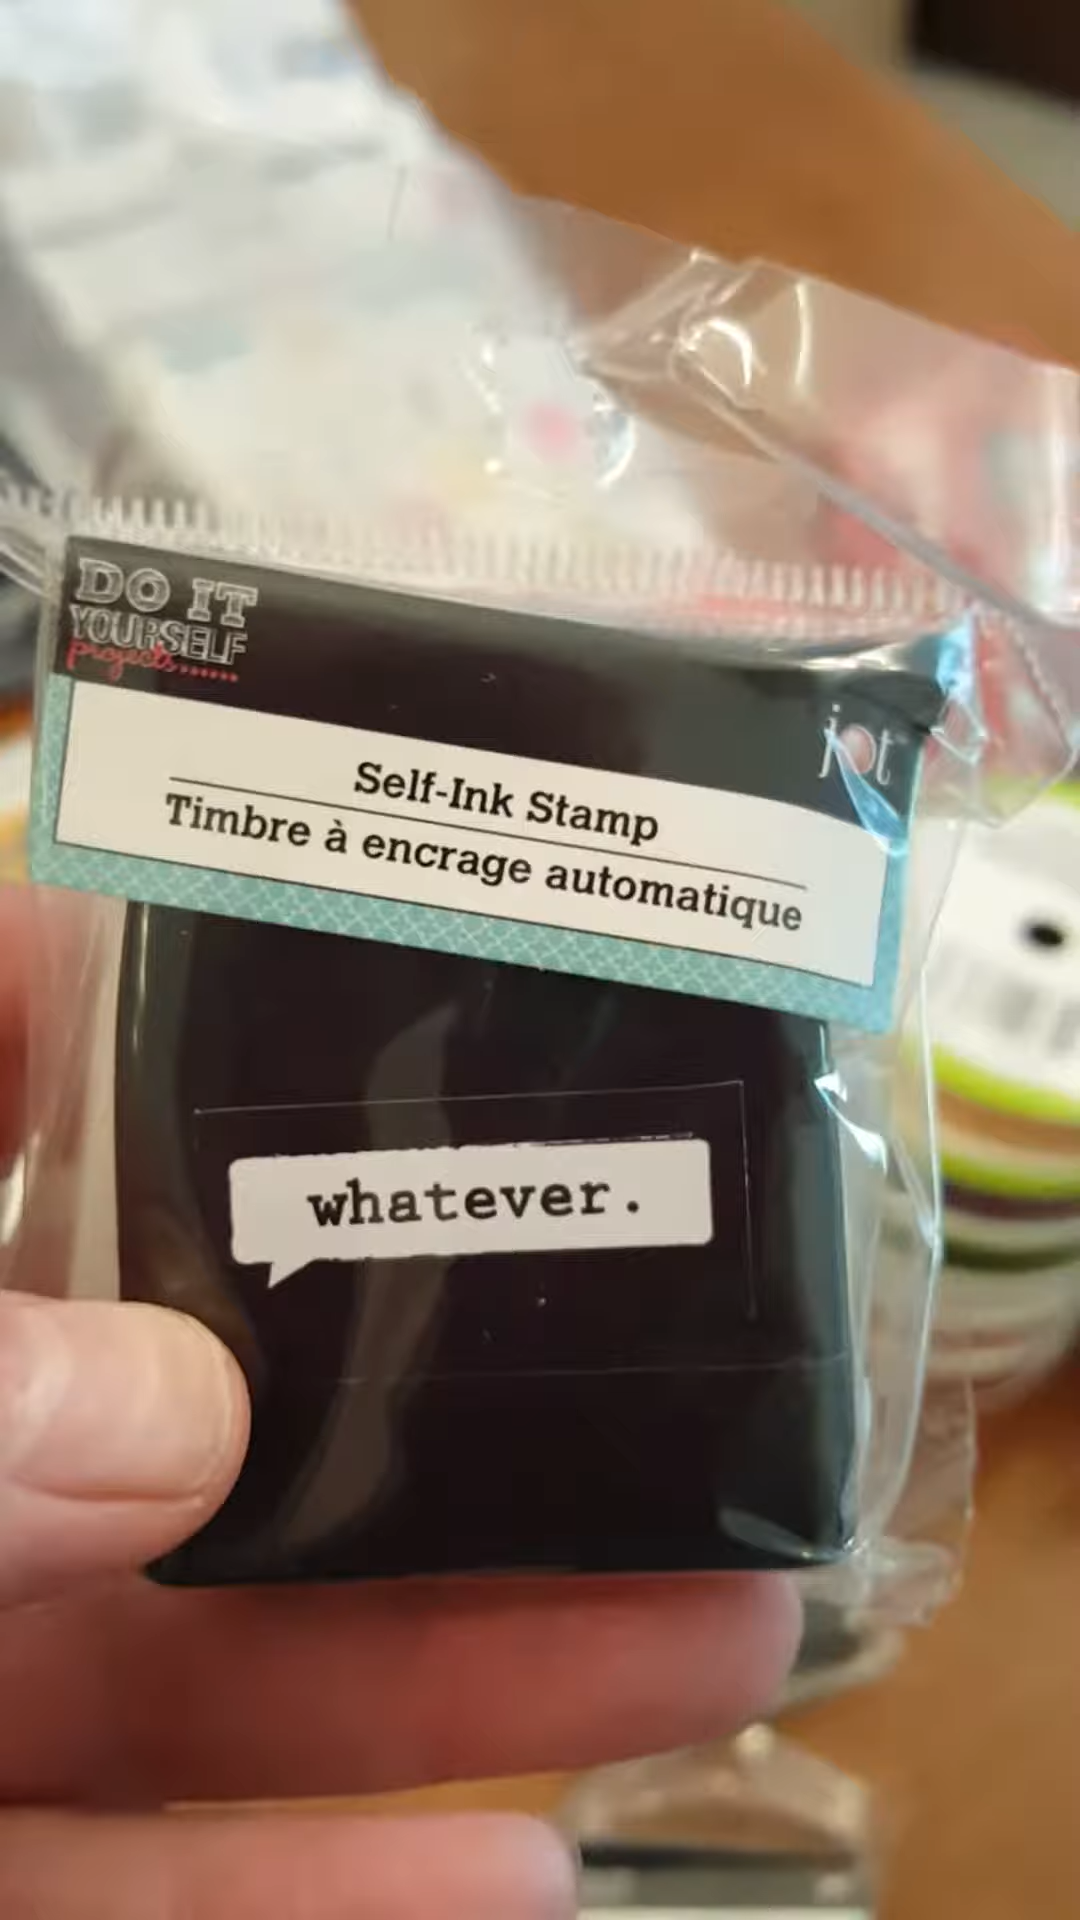 DO IT
YOURSELF
projects......
jot
Self-Ink Stamp
Timbre à encrage automatique
whatever.